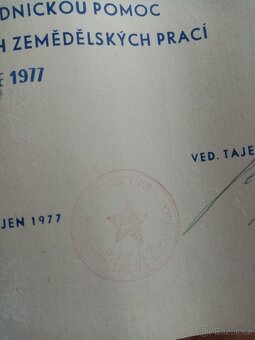 DNICKOU POMOC
H ZEMĚDĚLSKÝCH PRACÍ
E 1977
VED. TAJE
JEN 1977